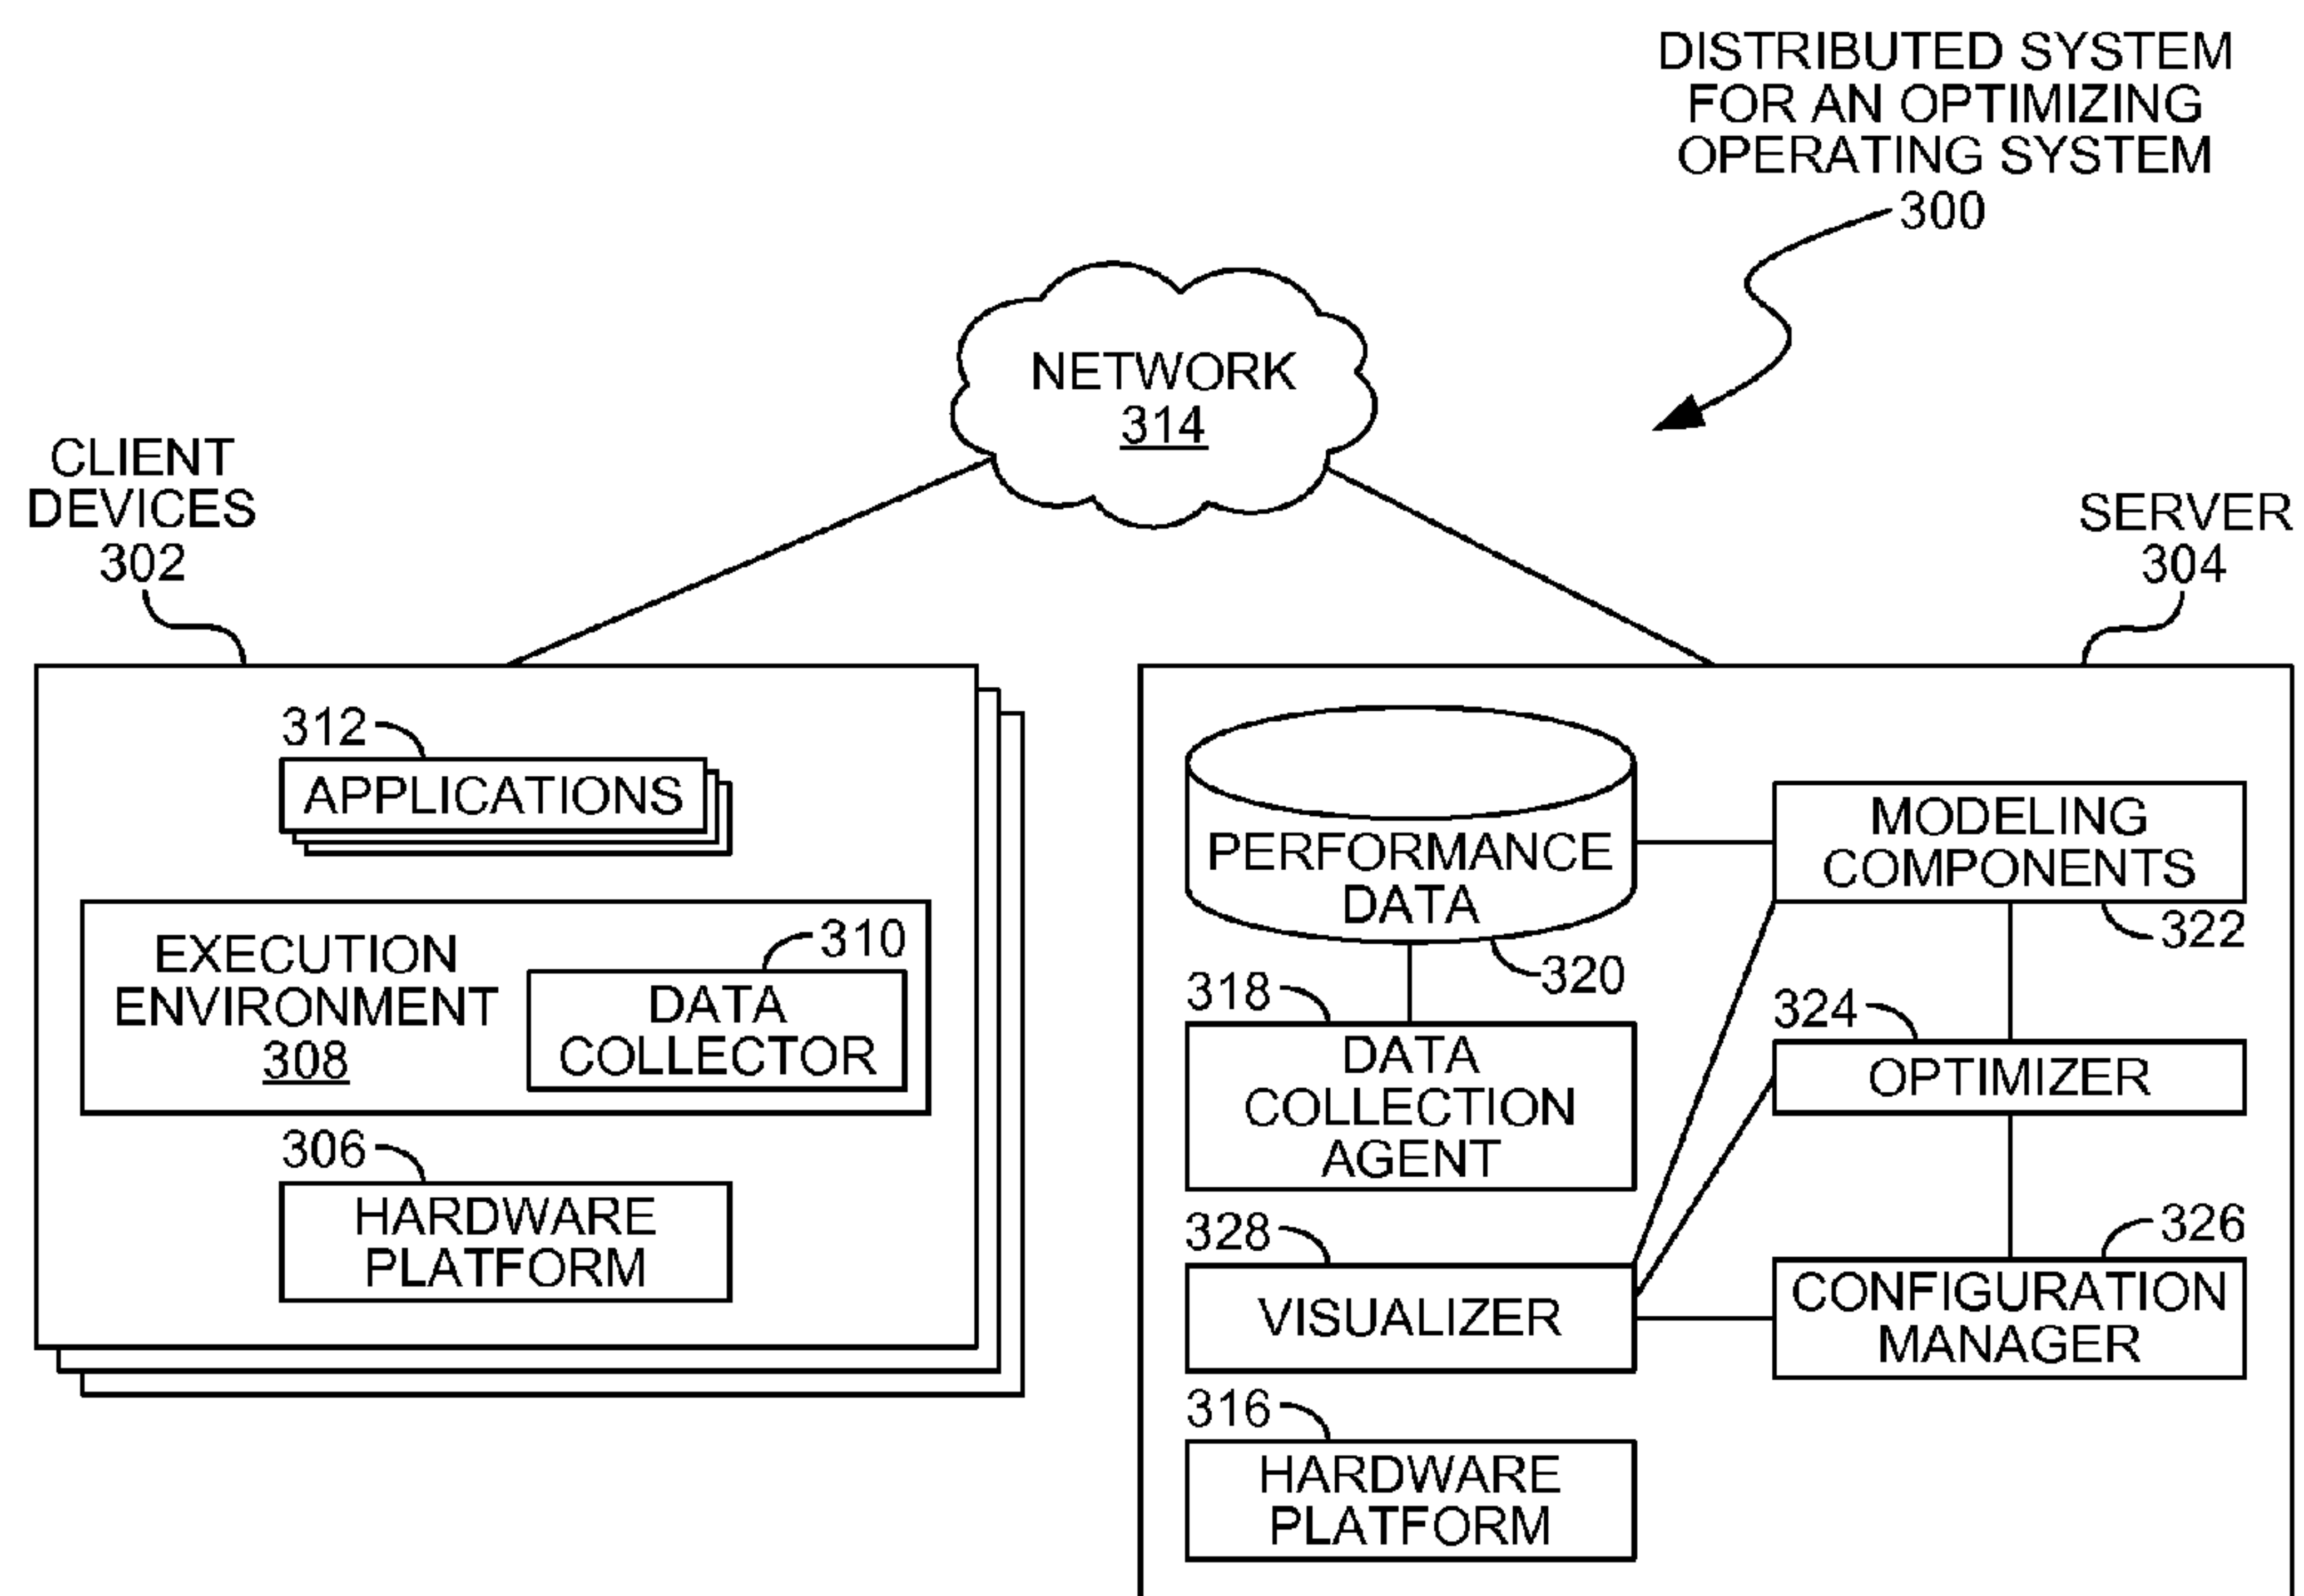 DISTRIBUTED SYSTEM
FOR AN OPTIMIZING
OPERATING SYSTEM
300
NETWORK
314
CLIENT
DEVICES
302
SERVER
304
312
APPLICATIONS
EXECUTION
ENVIRONMENT
308
310
DATA
COLLECTOR
306
HARDWARE
PLATFORM
PERFORMANCE
DATA
320
MODELING
COMPONENTS
322
318
DATA
COLLECTION
AGENT
324
OPTIMIZER
328
VISUALIZER
326
CONFIGURATION
MANAGER
316
HARDWARE
PLATFORM